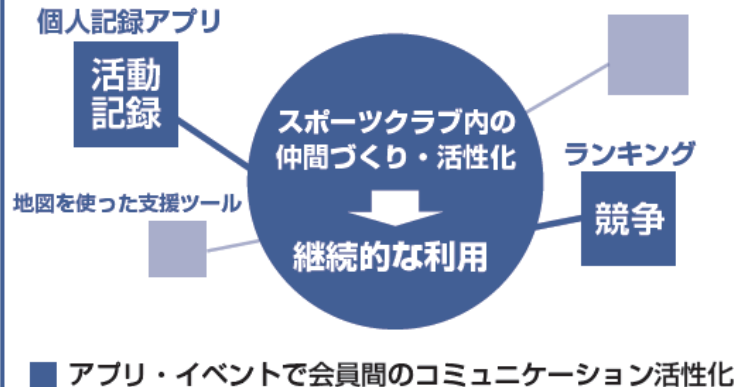 個人記録アプリ
活動
記録
スポーツクラブ内の
仲間づくり・活性化
継続的な利用
ランキング
競争
地図を使った支援ツール
アプリ・イベントで会員間のコミュニケーション活性化